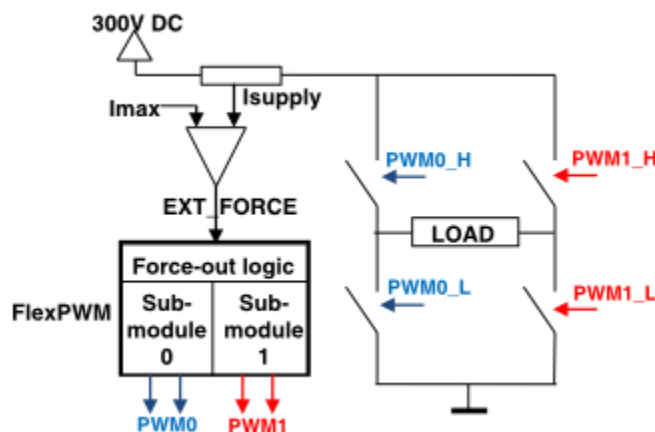 300V DC
Isupply
Imax
PWM0_H
PWM1_H
EXT_FORCE
LOAD
Force-out logic
FlexPWM
Sub-
module
0
Sub-
module
1
PWM0_L
PWM1_L
PWM0
PWM1